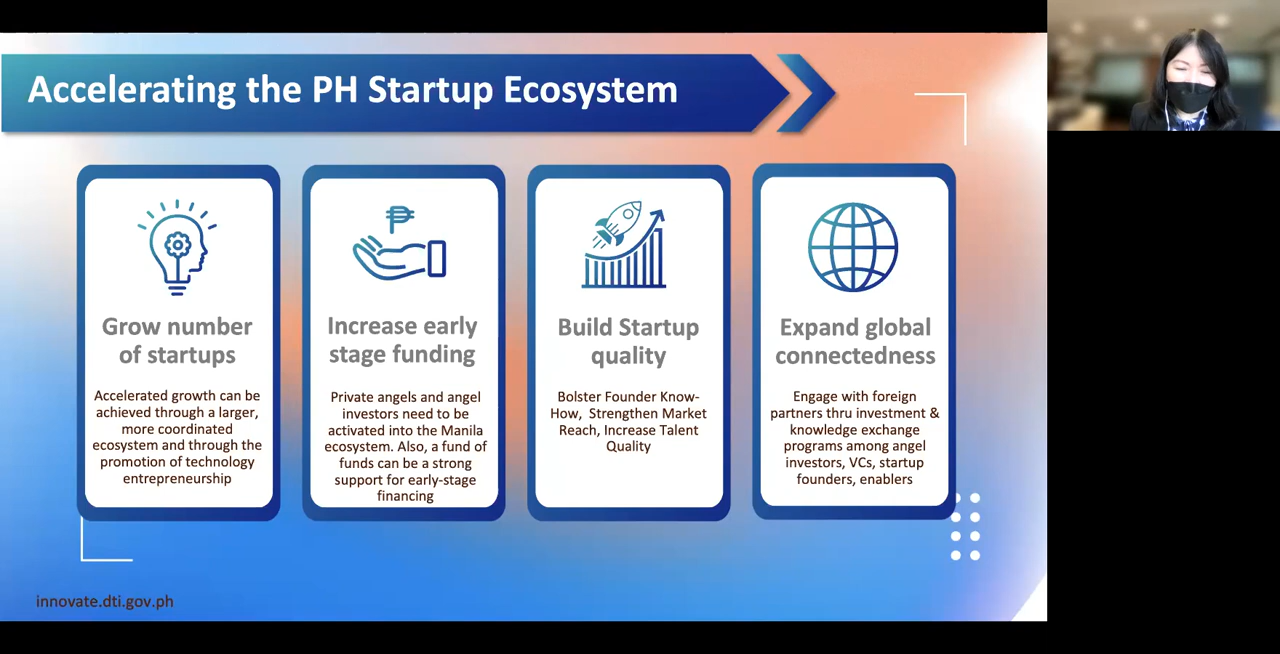 Accelerating the PH Startup Ecosystem
Grow number
of startups
Accelerated growth can be
achieved through a larger,
more coordinated
ecosystem and through the
promotion of technology
entrepreneurship
Increase early
stage funding
Private angels and angel
investors need to be
activated into the Manila
ecosystem. Also, a fund of
funds can be a strong
support for early-stage
financing
Build Startup
quality
Bolster Founder Know-
How, Strengthen Market
Reach, Increase Talent
Quality
Expand global
connectedness
Engage with foreign
partners thru investment &
knowledge exchange
programs among angel
investors, VCs, startup
founders, enablers
innovate.dti.gov.ph